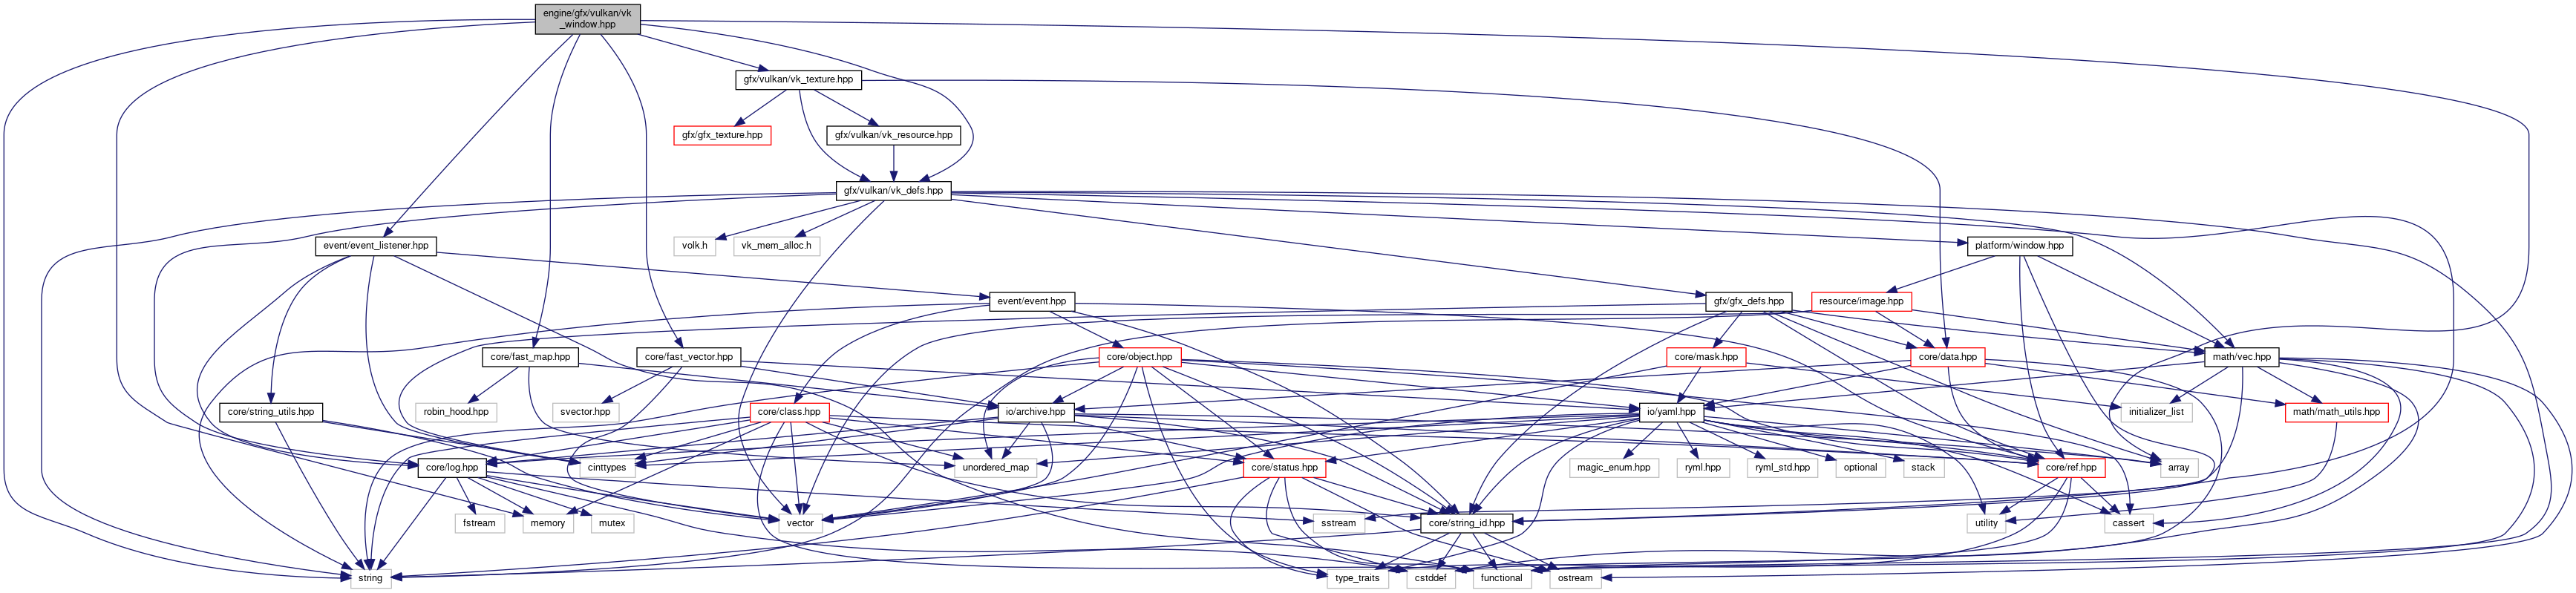 engine/gfx/vulkan/vk
_window.hpp
gfx/vulkan/vk_texture.hpp
gfx/gfx_texture.hpp
gfx/vulkan/vk_resource.hpp
gfx/vulkan/vk_defs.hpp
event/event_listener.hpp
volk.h
vk_mem_alloc.h
platform/window.hpp
event/event.hpp
gfx/gfx_defs.hpp
resource/image.hpp
core/fast_map.hpp
core/fast_vector.hpp
core/object.hpp
core/mask.hpp
core/data.hpp
math/vec.hpp
core/string_utils.hpp
robin_hood.hpp
svector.hpp
core/class.hpp
io/archive.hpp
io/yaml.hpp
initializer_list
math/math_utils.hpp
core/log.hpp
cinttypes
unordered_map
core/status.hpp
magic_enum.hpp
ryml.hpp
ryml_std.hpp
optional
stack
core/ref.hpp
array
fstream
memory
mutex
vector
sstream
core/string_id.hpp
utility
cassert
string
type_traits
cstddef
functional
ostream